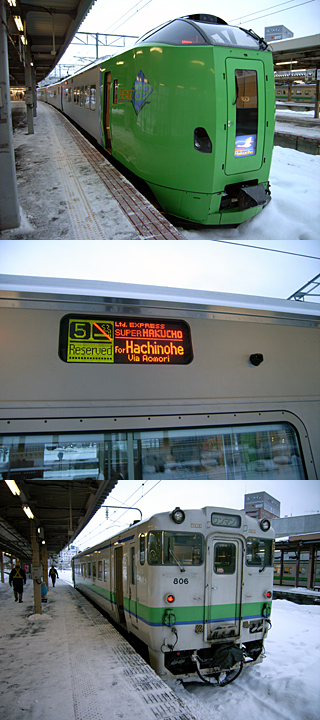 5
Reserved
Ltd. EXPRESS
SUPER HAKUCHO
for Hachinohe
Via Aomori
806